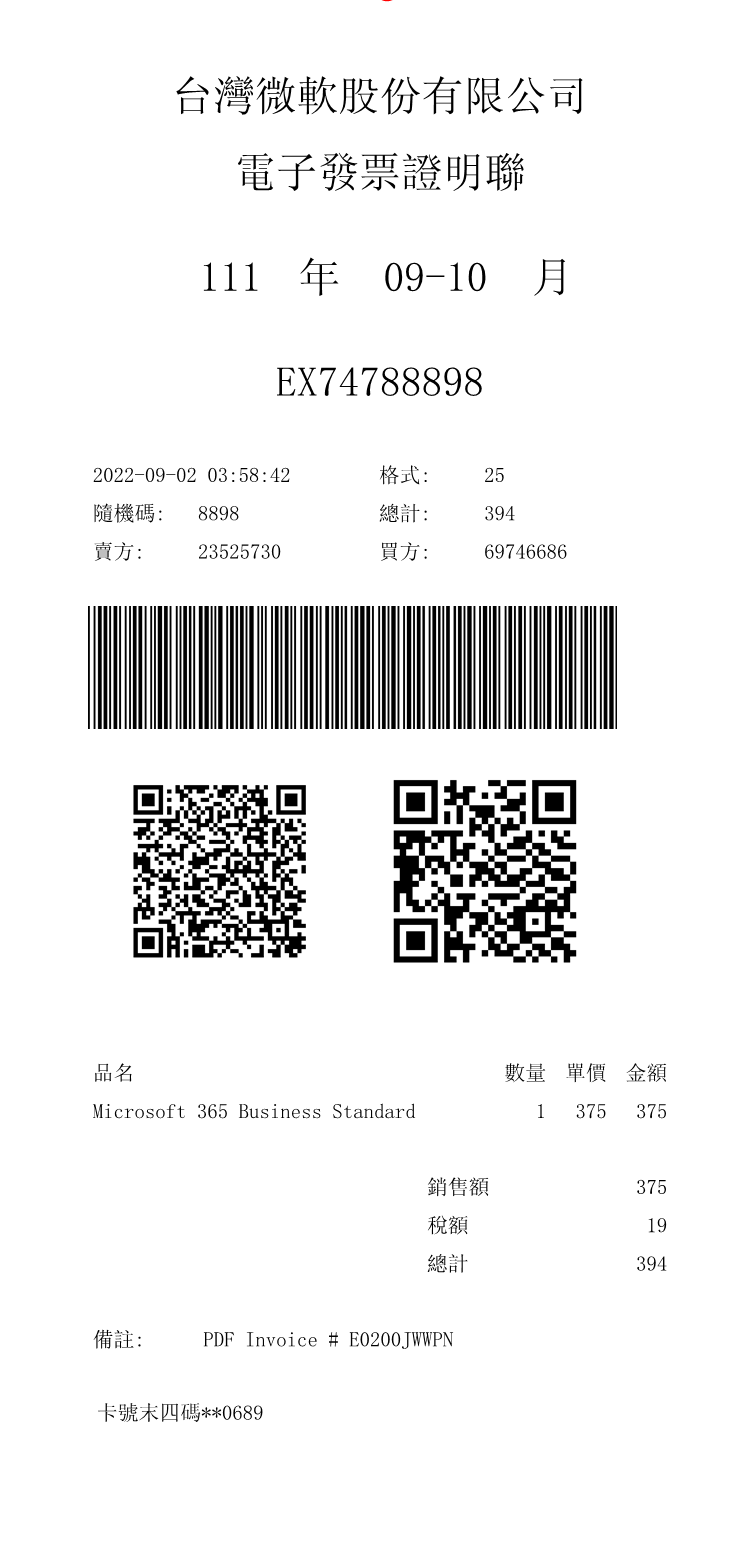 台灣微軟股份有限公司
電子發票證明聯
111 年 09-10 月
EX74788898
2022-09-02 03:58:42 格式: 25
隨機碼: 8898 總計: 394
賣方: 23525730 買方: 69746686
品名 數量 單價 金額
Microsoft 365 Business Standard 1 375 375
銷售額 375
稅額 19
總計 394
備註: PDF Invoice # E0200JWWPN
卡號末四碼**0689